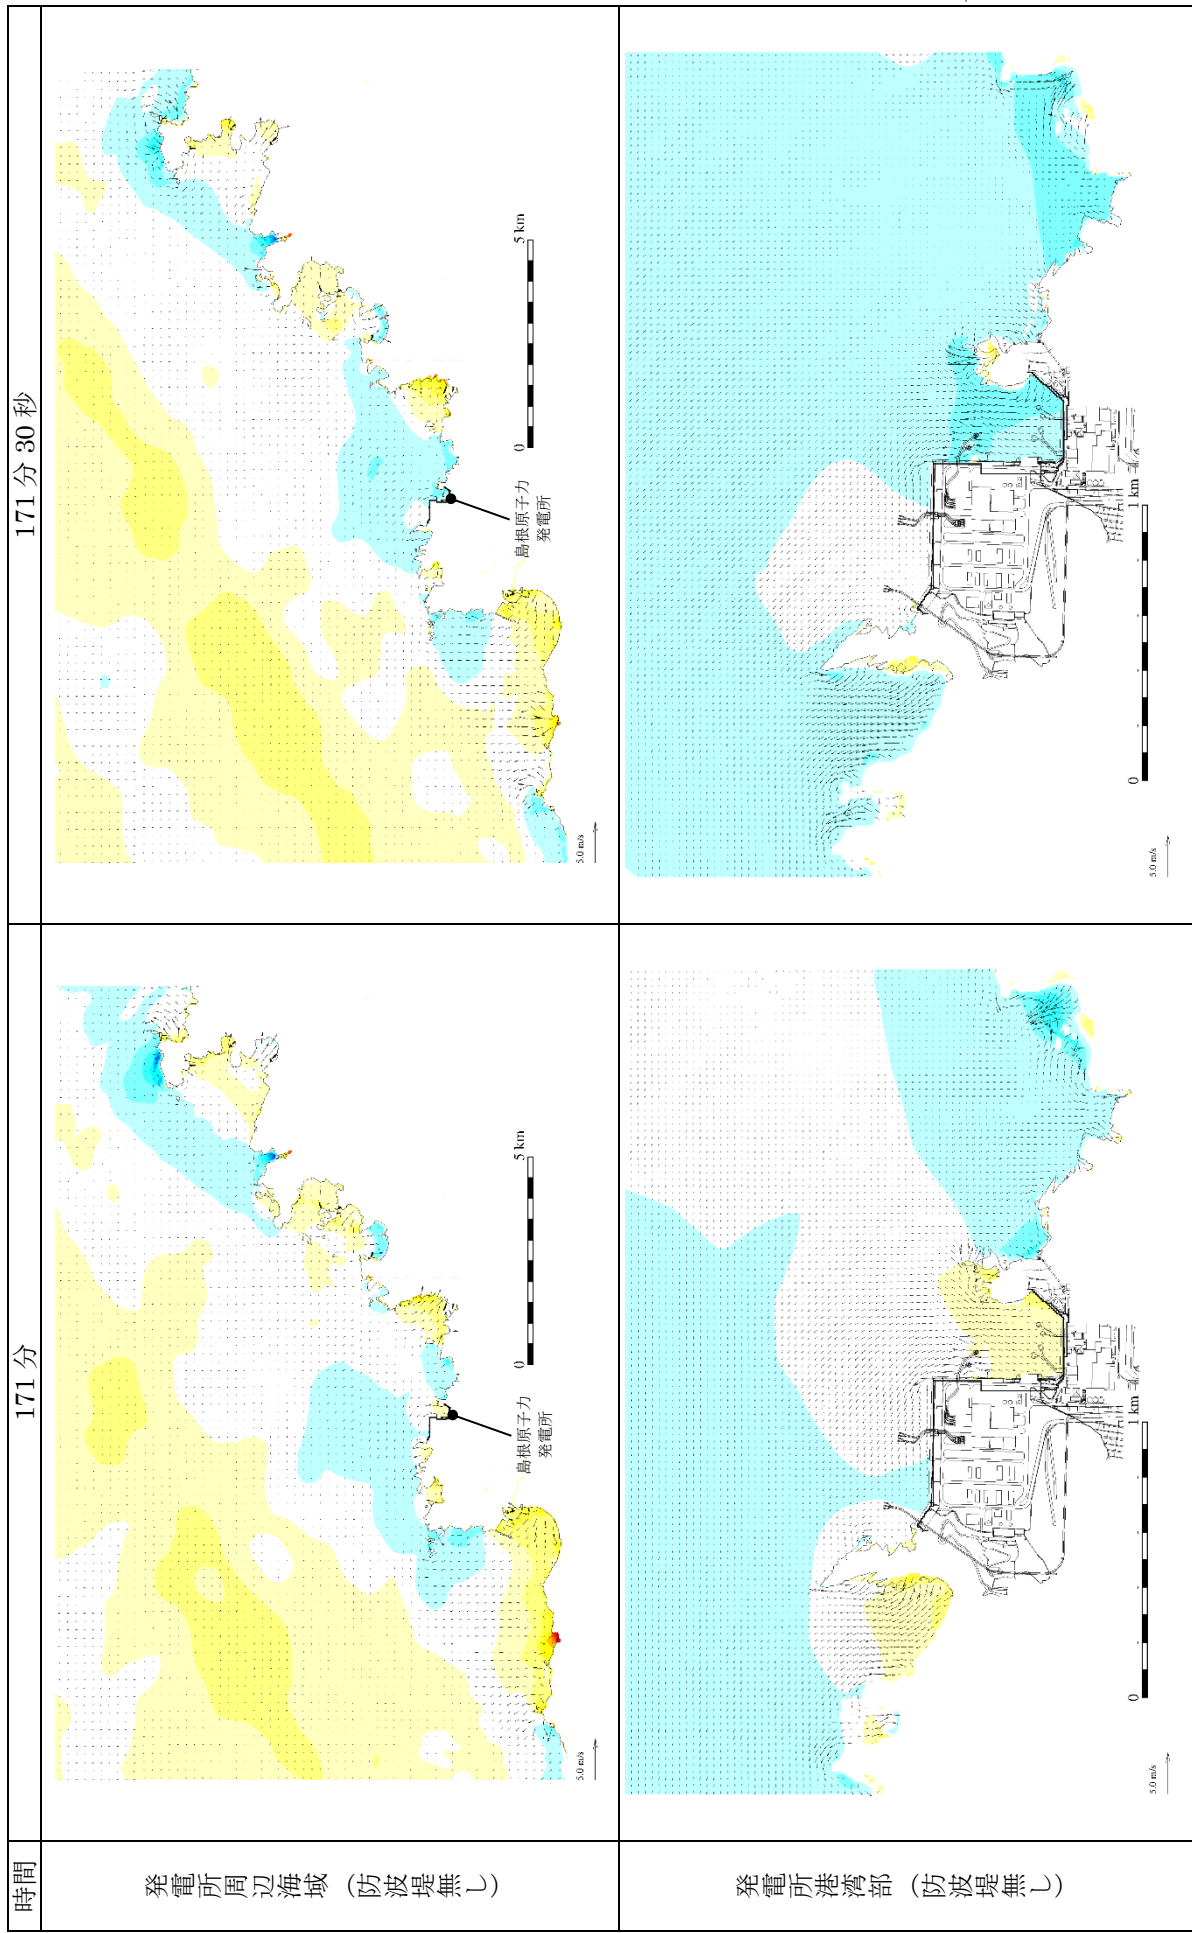 時間
171分
171分30秒
発電所周辺海域（防波堤無し）
5.0 m/s
0
5 km
島根原子力
発電所
5.0 m/s
0
5 km
島根原子力
発電所
発電所港湾部（防波堤無し）
5.0 m/s
0
1 km
5.0 m/s
0
1 km